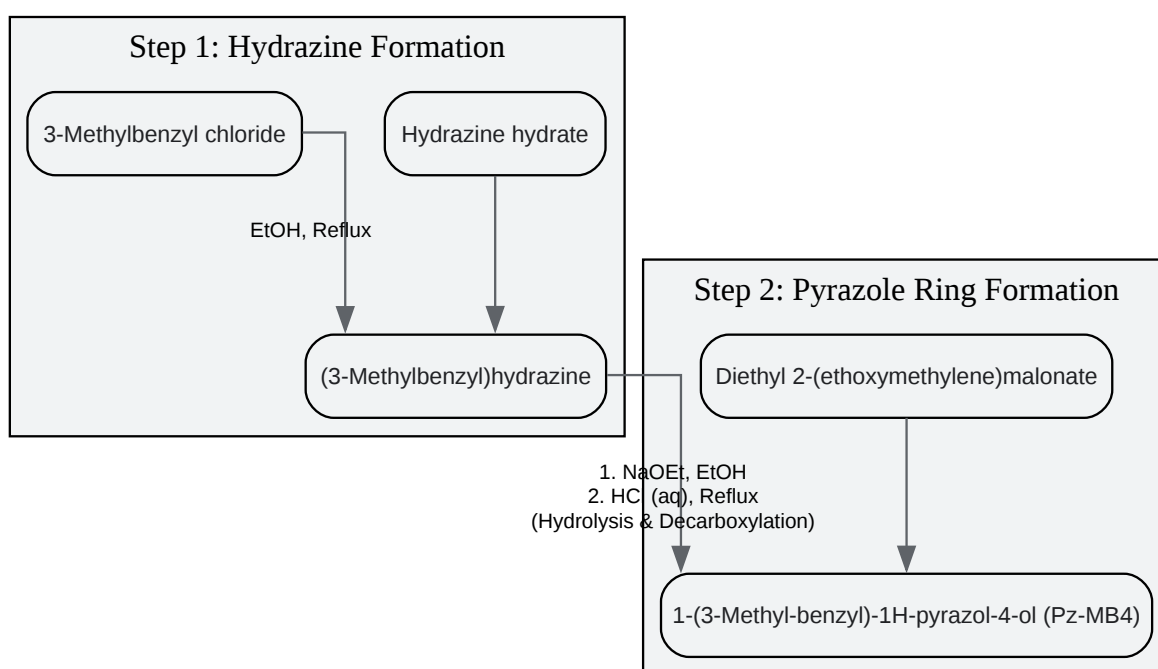 Step 1: Hydrazine Formation
3-Methylbenzyl chloride
Hydrazine hydrate
EtOH, Reflux
(3-Methylbenzyl)hydrazine
Step 2: Pyrazole Ring Formation
Diethyl 2-(ethoxymethylene)malonate
1. NaOEt, EtOH
2. HCl (aq), Reflux
(Hydrolysis & Decarboxylation)
1-(3-Methyl-benzyl)-1H-pyrazol-4-ol (Pz-MB4)